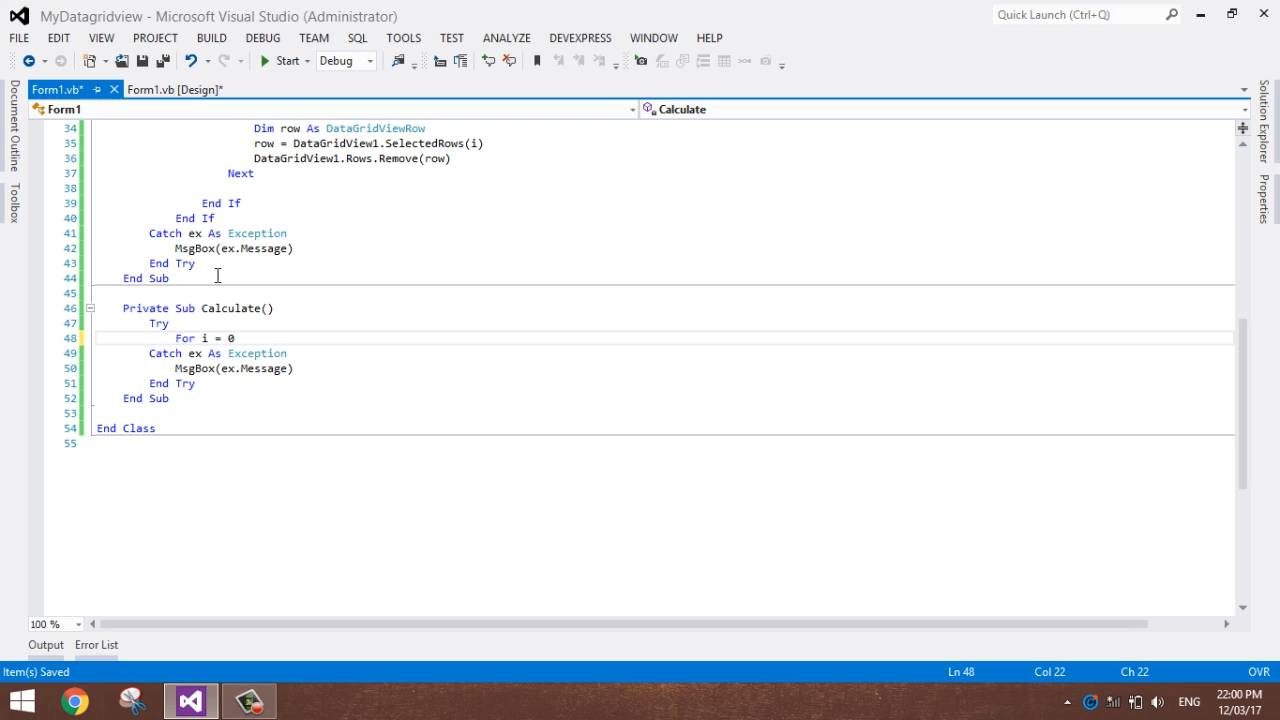 MyDatagridview - Microsoft Visual Studio (Administrator)
Quick Launch (Ctrl+Q)
FILE EDIT VIEW PROJECT BUILD DEBUG TEAM SQL TOOLS TEST ANALYZE DEVEXPRESS WINDOW HELP
Start Debug
Form1.vb* Form1.vb [Design]*
Form1 Calculate
Document Outline
Toolbox
Solution Explorer
Properties
34 Dim row As DataGridViewRow
35 row = DataGridView1.SelectedRows(i)
36 DataGridView1.Rows.Remove(row)
37 Next
38
39 End If
40 End If
41 Catch ex As Exception
42 MsgBox(ex.Message)
43 End Try
44 End Sub
45
46 Private Sub Calculate()
47 Try
48 For i = 0
49 Catch ex As Exception
50 MsgBox(ex.Message)
51 End Try
52 End Sub
53
54 End Class
55
100 %
Output Error List
Item(s) Saved Ln 48 Col 22 Ch 22 OVR
ENG 22:00 PM
12/03/17